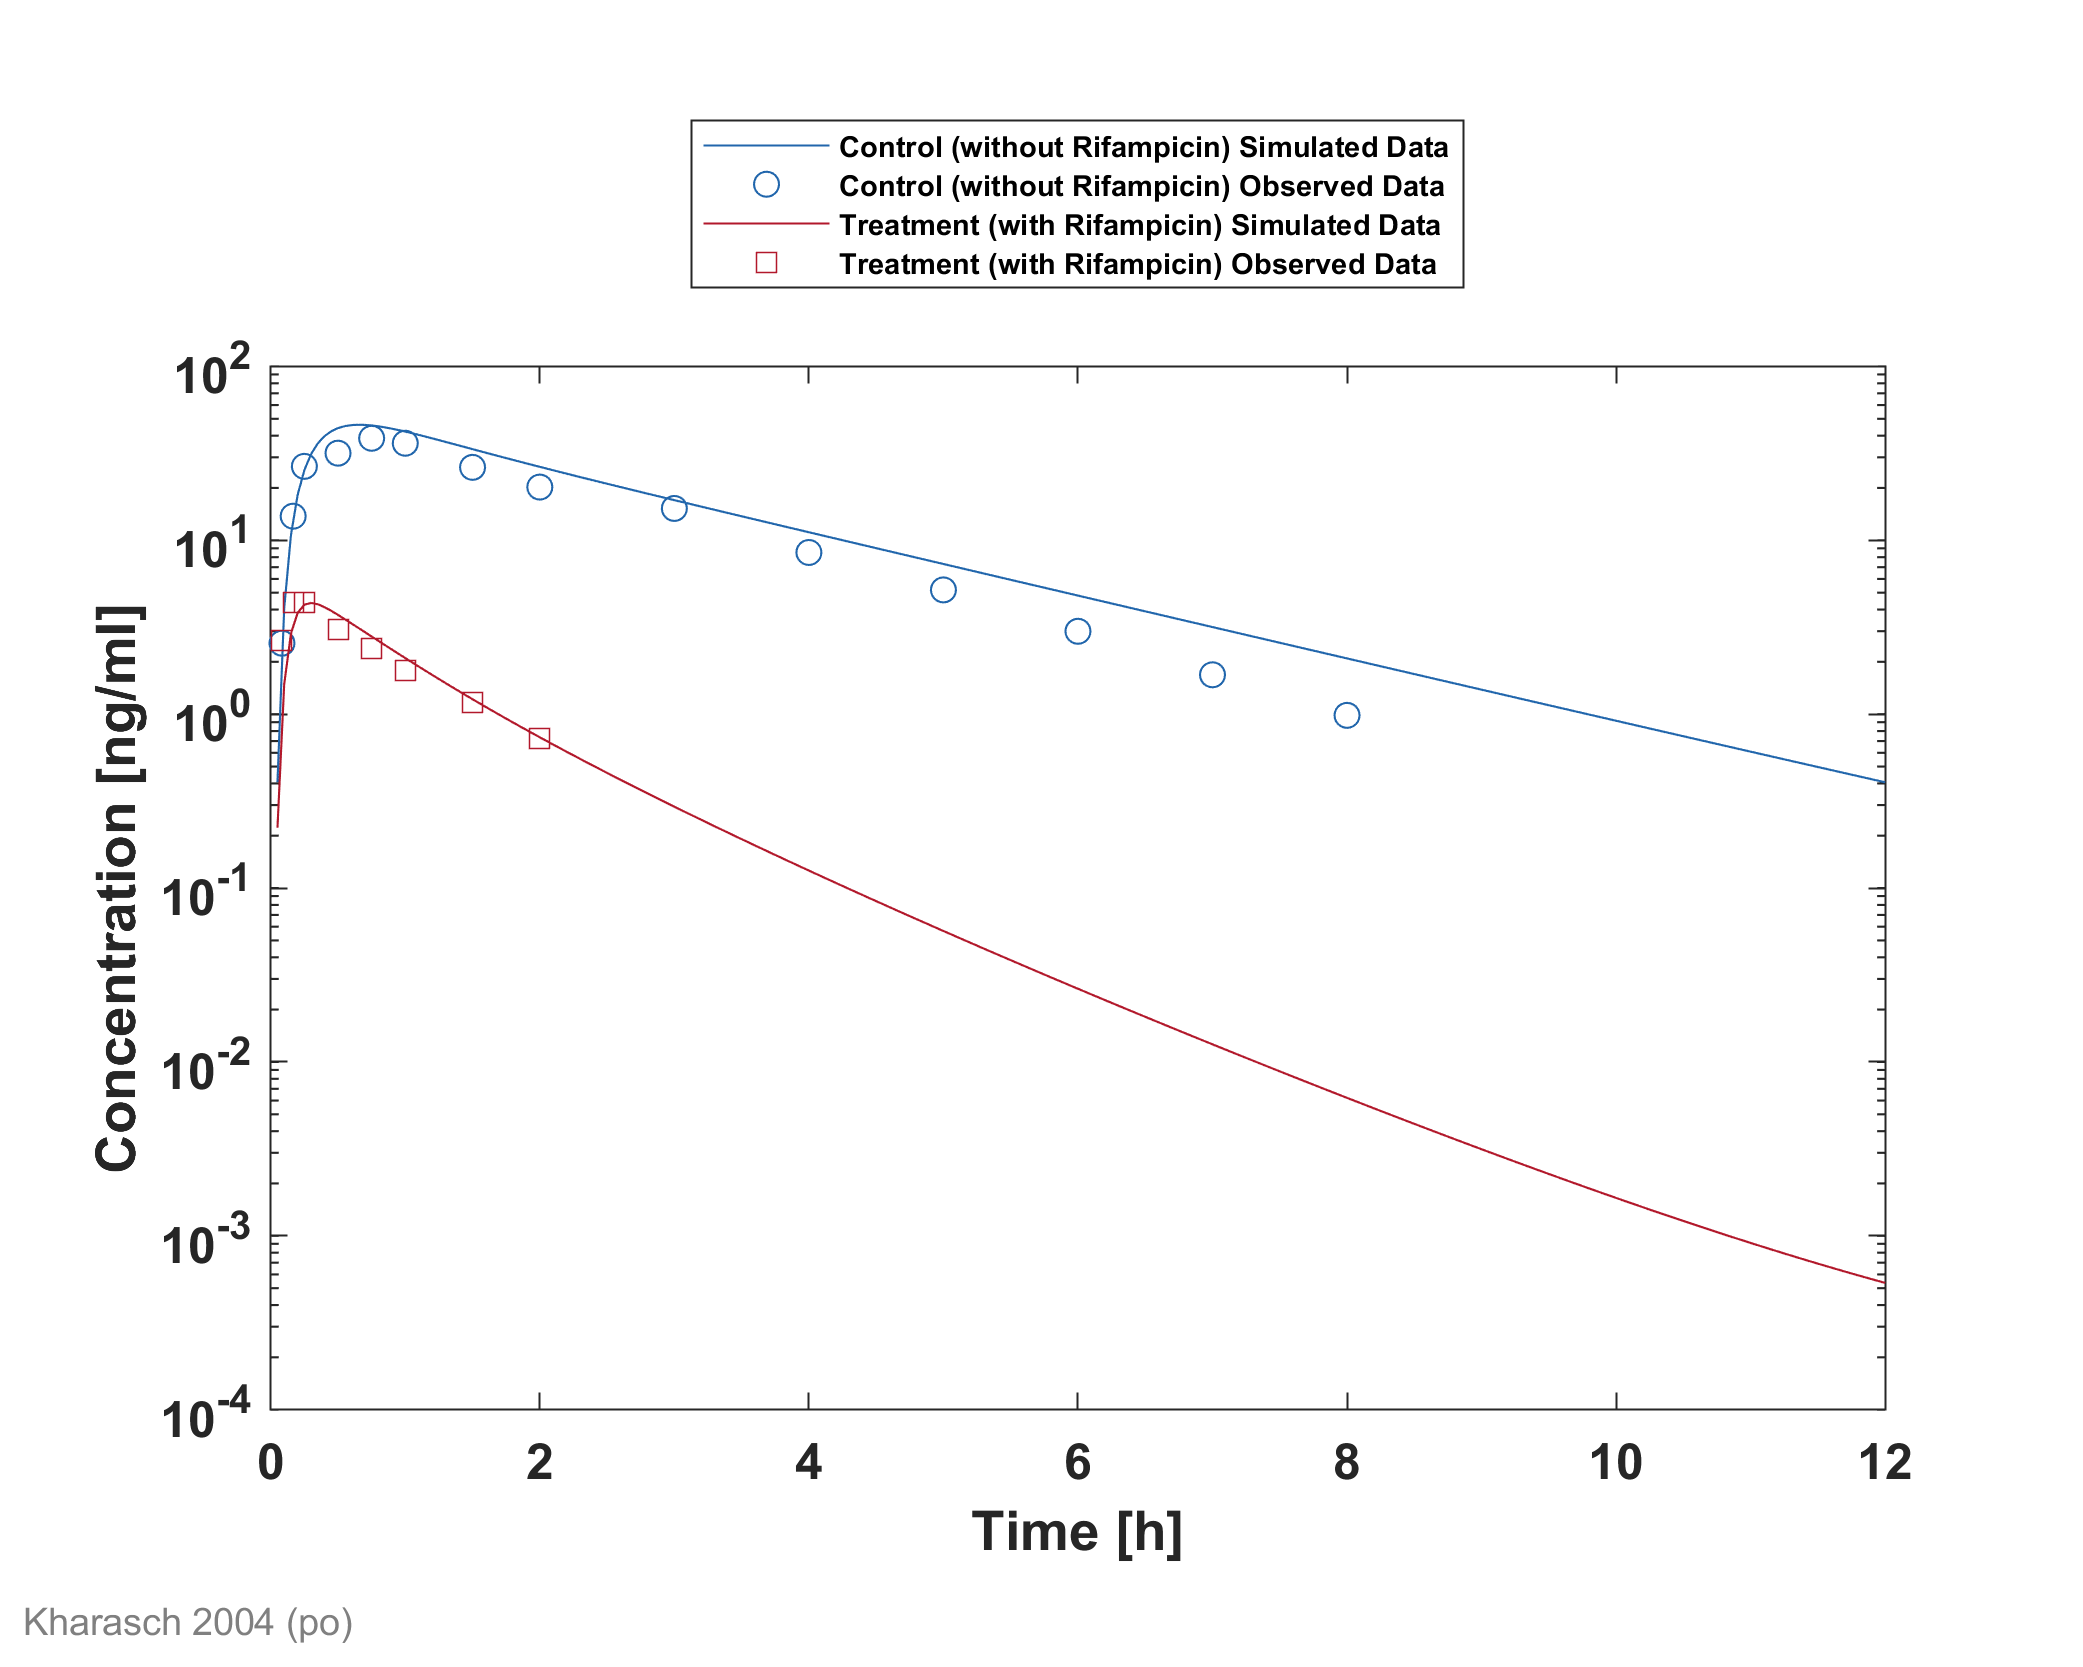 Control (without Rifampicin) Simulated Data
Control (without Rifampicin) Observed Data
Treatment (with Rifampicin) Simulated Data
Treatment (with Rifampicin) Observed Data
Concentration [ng/ml]
10^2
10^1
10^0
10^-1
10^-2
10^-3
10^-4
0 2 4 6 8 10 12
Time [h]
Kharasch 2004 (po)